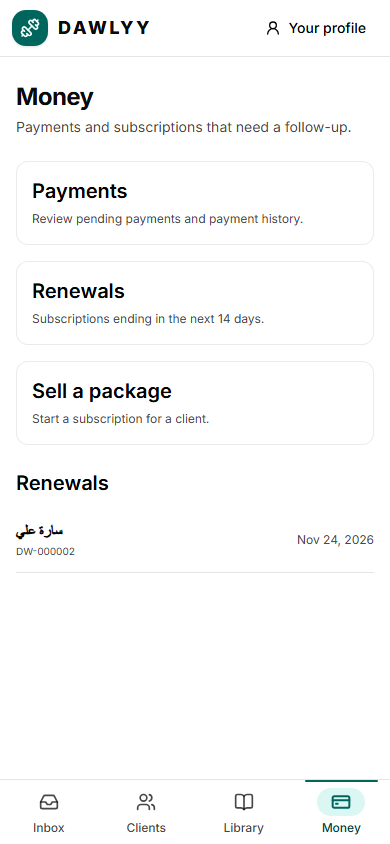 DAWLYY
Your profile
Money
Payments and subscriptions that need a follow-up.
Payments
Review pending payments and payment history.
Renewals
Subscriptions ending in the next 14 days.
Sell a package
Start a subscription for a client.
Renewals
سارة علي
DW-000002
Nov 24, 2026
Inbox
Clients
Library
Money